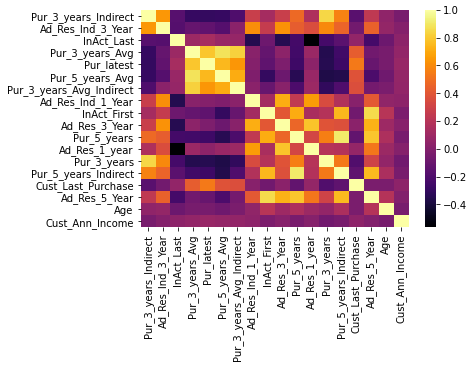 Pur_3_years_Indirect
Ad_Res_Ind_3_Year
InAct_Last
Pur_3_years_Avg
Pur_latest
Pur_5_years_Avg
Pur_3_years_Avg_Indirect
Ad_Res_Ind_1_Year
InAct_First
Ad_Res_3_Year
Pur_5_years
Ad_Res_1_year
Pur_3_years
Pur_5_years_Indirect
Cust_Last_Purchase
Ad_Res_5_Year
Age
Cust_Ann_Income
Pur_3_years_Indirect
Ad_Res_Ind_3_Year
InAct_Last
Pur_3_years_Avg
Pur_latest
Pur_5_years_Avg
Pur_3_years_Avg_Indirect
Ad_Res_Ind_1_Year
InAct_First
Ad_Res_3_Year
Pur_5_years
Ad_Res_1_year
Pur_3_years
Pur_5_years_Indirect
Cust_Last_Purchase
Ad_Res_5_Year
Age
Cust_Ann_Income
1.0
0.8
0.6
0.4
0.2
0.0
−0.2
−0.4